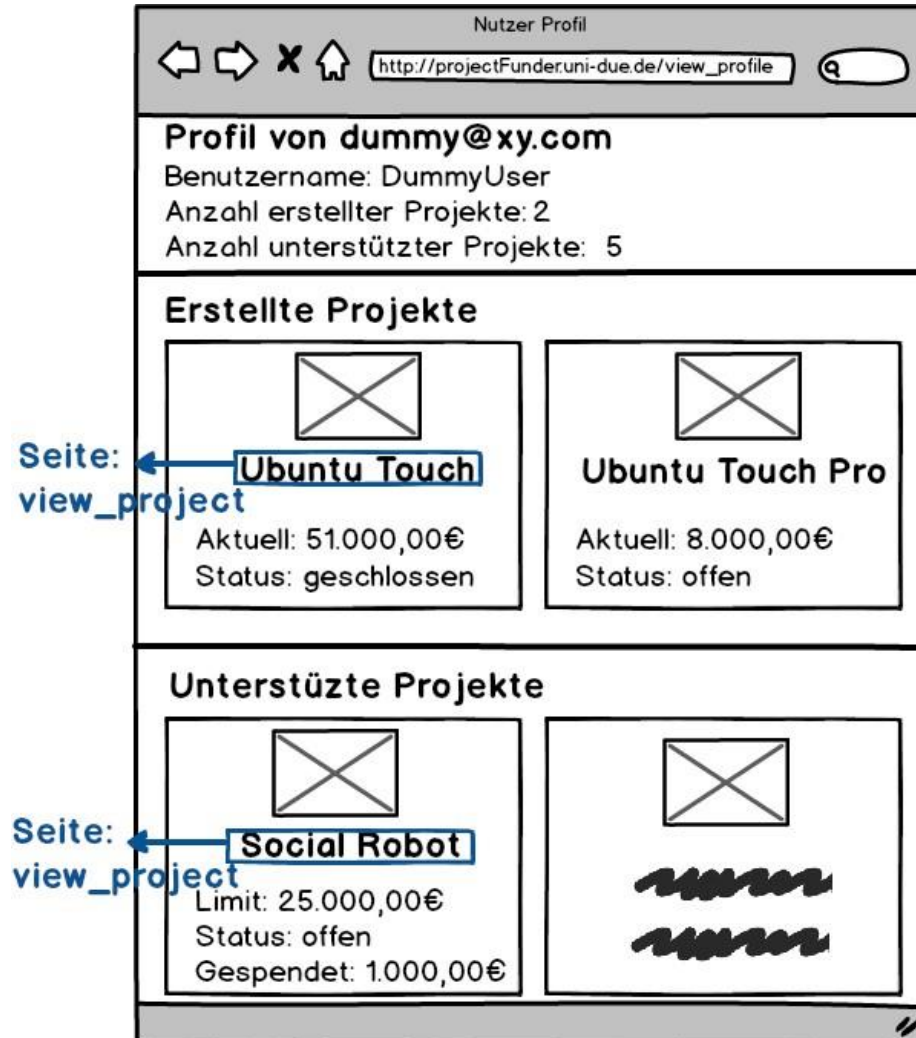 Nutzer Profil
http://projectFunder.uni-due.de/view_profile
Profil von dummy@xy.com
Benutzername: DummyUser
Anzahl erstellter Projekte: 2
Anzahl unterstützter Projekte: 5
Erstellte Projekte
Seite:
view_project
Ubuntu Touch
Aktuell: 51.000,00€
Status: geschlossen
Ubuntu Touch Pro
Aktuell: 8.000,00€
Status: offen
Unterstüzte Projekte
Seite:
view_project
Social Robot
Limit: 25.000,00€
Status: offen
Gespendet: 1.000,00€